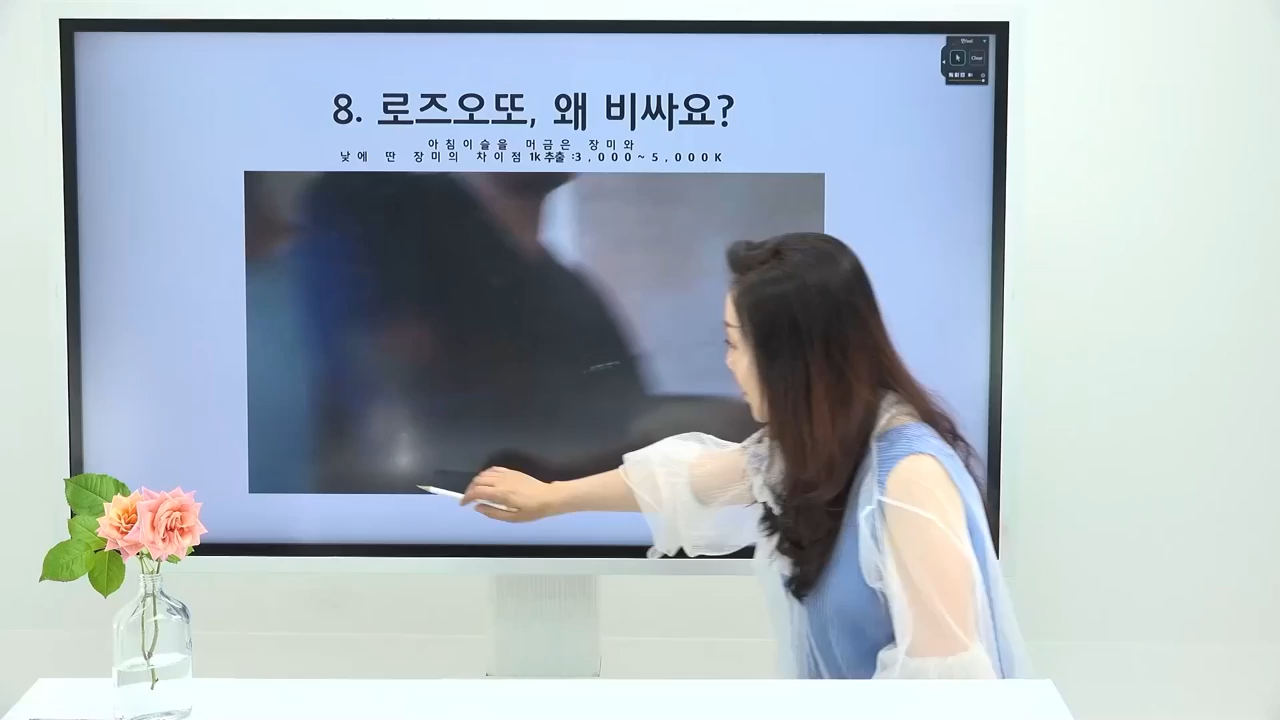 8. 로즈오또, 왜 비싸요?
아침이슬을 머금은 장미와
낮에 딴 장미의 차이점 1k추출 :3,000~5,000K
Clear